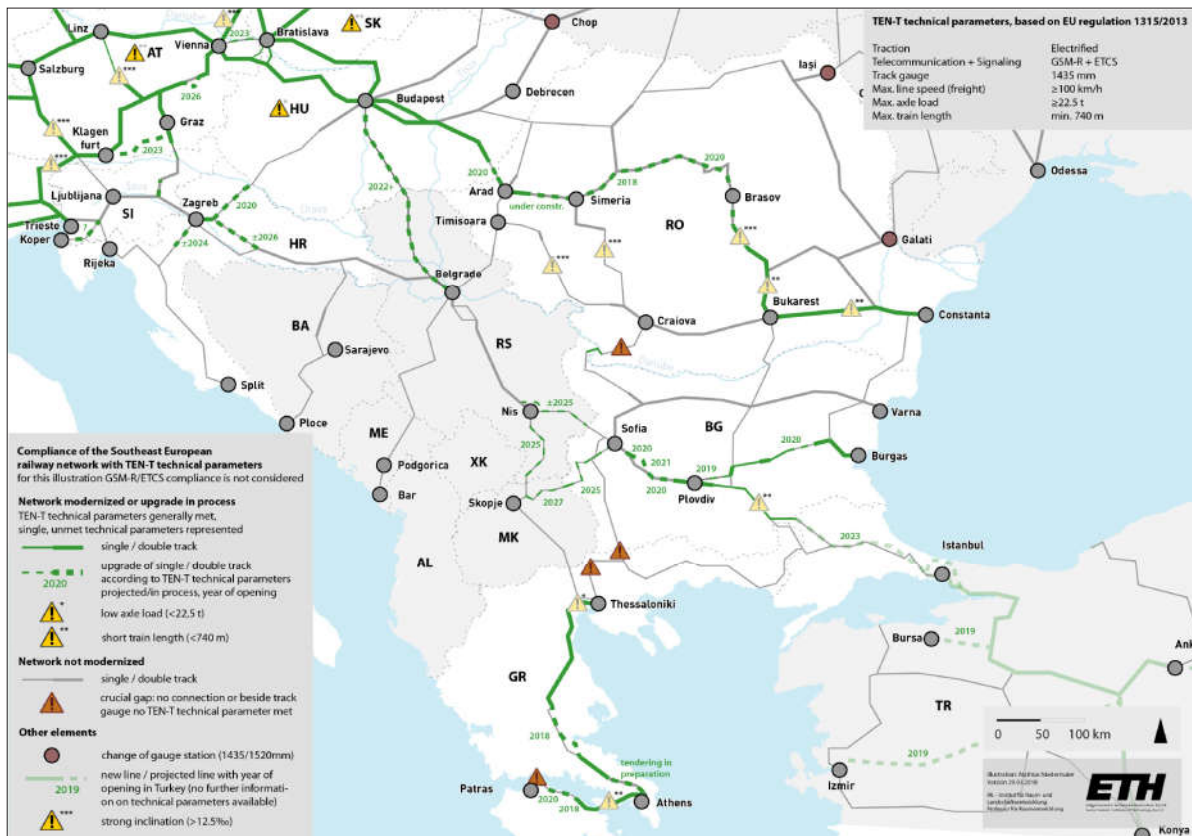 TEN-T technical parameters, based on EU regulation 1315/2013
Traction Electrified
Telecommunication + Signaling GSM-R + ETCS
Track gauge 1435 mm
Max. line speed (freight) ≥100 km/h
Max. axle load ≥22.5 t
Max. train length min. 740 m
Linz
SK
Chop
AT
Vienna
2023
Bratislava
Iași
Salzburg
***
2026
HU
Budapest
Debrecen
Graz
***
Klagen
furt
2023
***
2020
2018
2020
Odessa
Ljublijana
2022+
Arad
under constr.
Simeria
Brasov
SI
Zagreb
2020
Timisoara
RO
Trieste
?
Koper
±2024
±2026
***
***
***
Galati
Rijeka
HR
Belgrade
**
**
Bukarest
Constanta
BA
Craiova
RS
Sarajevo
Danube
Split
Nis
±2025
Varna
Ploce
Sofia
BG
ME
2025
2020
2020
2021
2019
Burgas
XK
Podgorica
2025
2020
Plovdiv
Bar
Skopje
2027
**
MK
2023
Istanbul
AL
Thessaloniki
Bursa
2019
Ank
GR
TR
2018
tendering in
preparation
2019
Patras
2020
2018
**
Athens
Izmir
Konya
Compliance of the Southeast European
railway network with TEN-T technical parameters
for this illustration GSM-R/ETCS compliance is not considered
Network modernized or upgrade in process
TEN-T technical parameters generally met,
single, unmet technical parameters represented
single / double track
upgrade of single / double track
2020 according to TEN-T technical parameters
projected/in process, year of opening
* low axle load (<22,5 t)
** short train length (<740 m)
Network not modernized
single / double track
crucial gap: no connection or beside track
gauge no TEN-T technical parameter met
Other elements
change of gauge station (1435/1520mm)
new line / projected line with year of
2019 opening in Turkey (no further informati-
on technical parameters available)
*** strong inclination (>12.5‰)
0 50 100 km
ETH